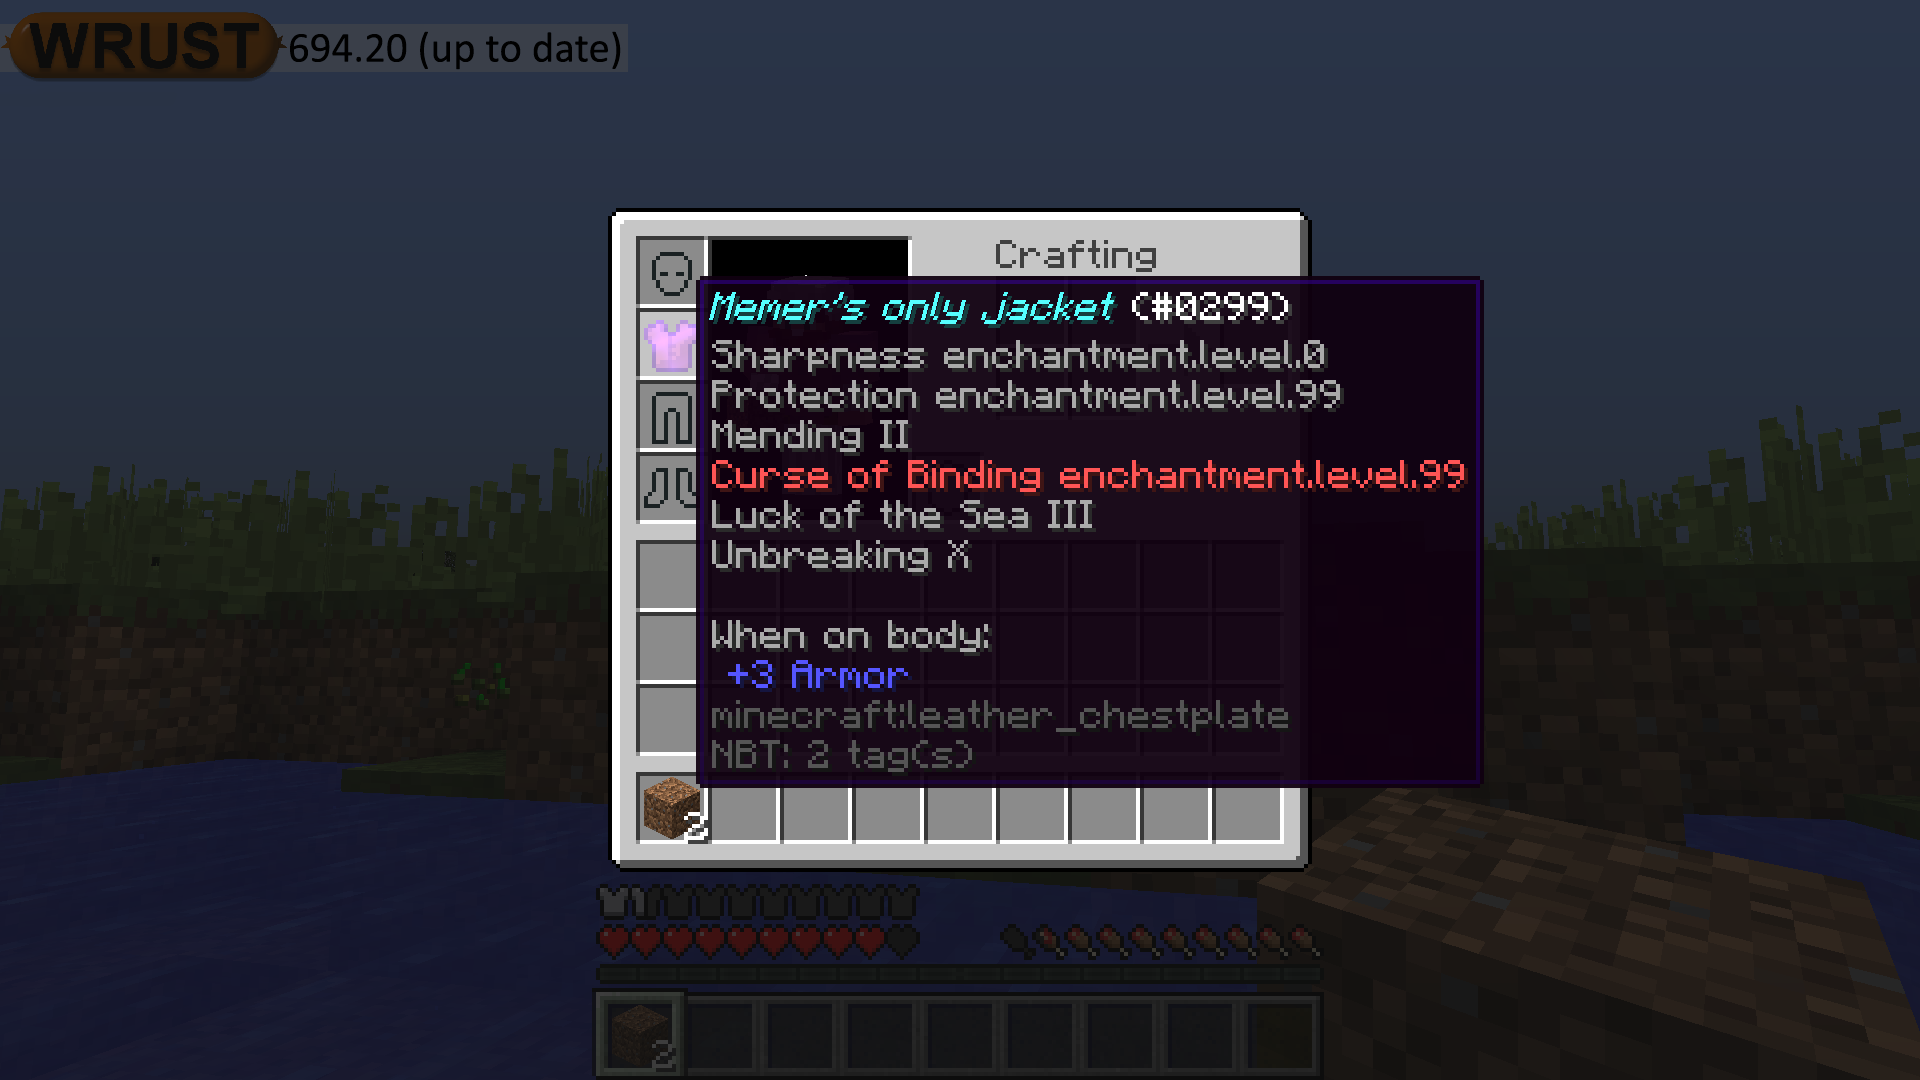 WRUST 694.20 (up to date)
Crafting
Memer's only jacket (#0299)
Sharpness enchantment.level.0
Protection enchantment.level.99
Mending II
Curse of Binding enchantment.level.99
Luck of the Sea III
Unbreaking X
When on body:
+3 Armor
minecraft:leather_chestplate
NBT: 2 tag(s)
2
2